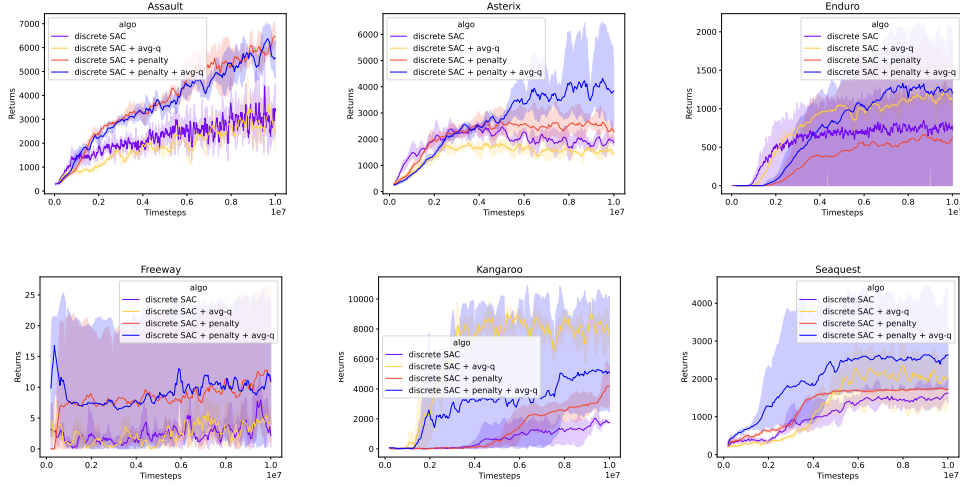 Assault
7000
6000
5000
4000
3000
2000
1000
0
Returns
algo
discrete SAC
discrete SAC + avg-q
discrete SAC + penalty
discrete SAC + penalty + avg-q
0.0 0.2 0.4 0.6 0.8 1.0
1e7
Timesteps
Asterix
6000
5000
4000
3000
2000
1000
0
Returns
algo
discrete SAC
discrete SAC + avg-q
discrete SAC + penalty
discrete SAC + penalty + avg-q
0.0 0.2 0.4 0.6 0.8 1.0
1e7
Timesteps
Enduro
2000
1500
1000
500
0
Returns
algo
discrete SAC
discrete SAC + avg-q
discrete SAC + penalty
discrete SAC + penalty + avg-q
0.0 0.2 0.4 0.6 0.8 1.0
1e7
Timesteps
Freeway
25
20
15
10
5
0
Returns
algo
discrete SAC
discrete SAC + avg-q
discrete SAC + penalty
discrete SAC + penalty + avg-q
0.0 0.2 0.4 0.6 0.8 1.0
1e7
Timesteps
Kangaroo
10000
8000
6000
4000
2000
0
Returns
algo
discrete SAC
discrete SAC + avg-q
discrete SAC + penalty
discrete SAC + penalty + avg-q
0.0 0.2 0.4 0.6 0.8 1.0
1e7
Timesteps
Seaquest
4000
3000
2000
1000
0
Returns
algo
discrete SAC
discrete SAC + avg-q
discrete SAC + penalty
discrete SAC + penalty + avg-q
0.0 0.2 0.4 0.6 0.8 1.0
1e7
Timesteps